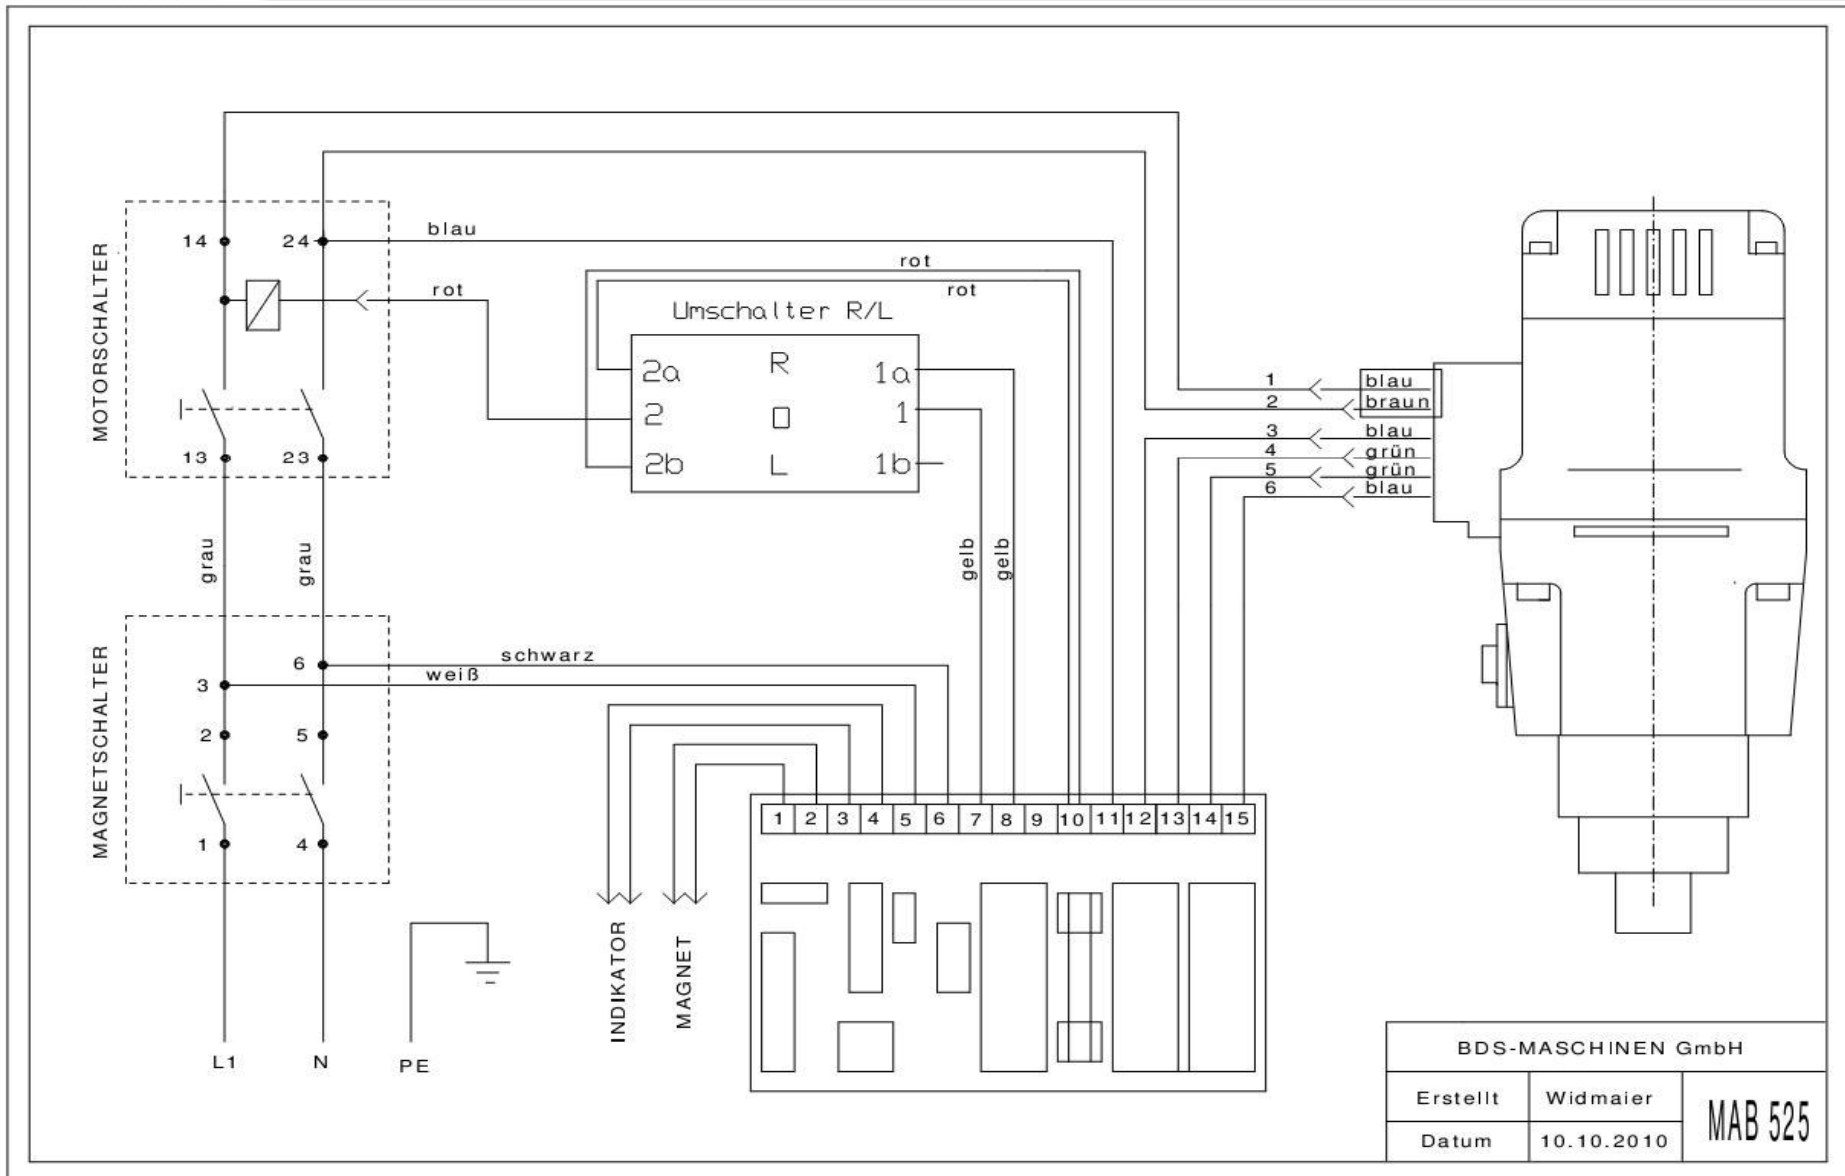 blau
14
24
rot
rot
rot
MOTORSCHALTER
Umschalter R/L
2a
R
1a
2
O
1
2b
L
1b
13
23
1 blau
2 braun
3 blau
4 grün
5 grün
6 blau
grau
grau
gelb
gelb
MAGNETSCHALTER
6
schwarz
3
weiß
2
5
1
4
1 2 3 4 5 6 7 8 9 10 11 12 13 14 15
INDIKATOR
MAGNET
L1
N
PE
BDS-MASCHINEN GmbH
Erstellt
Widmaier
MAB 525
Datum
10.10.2010